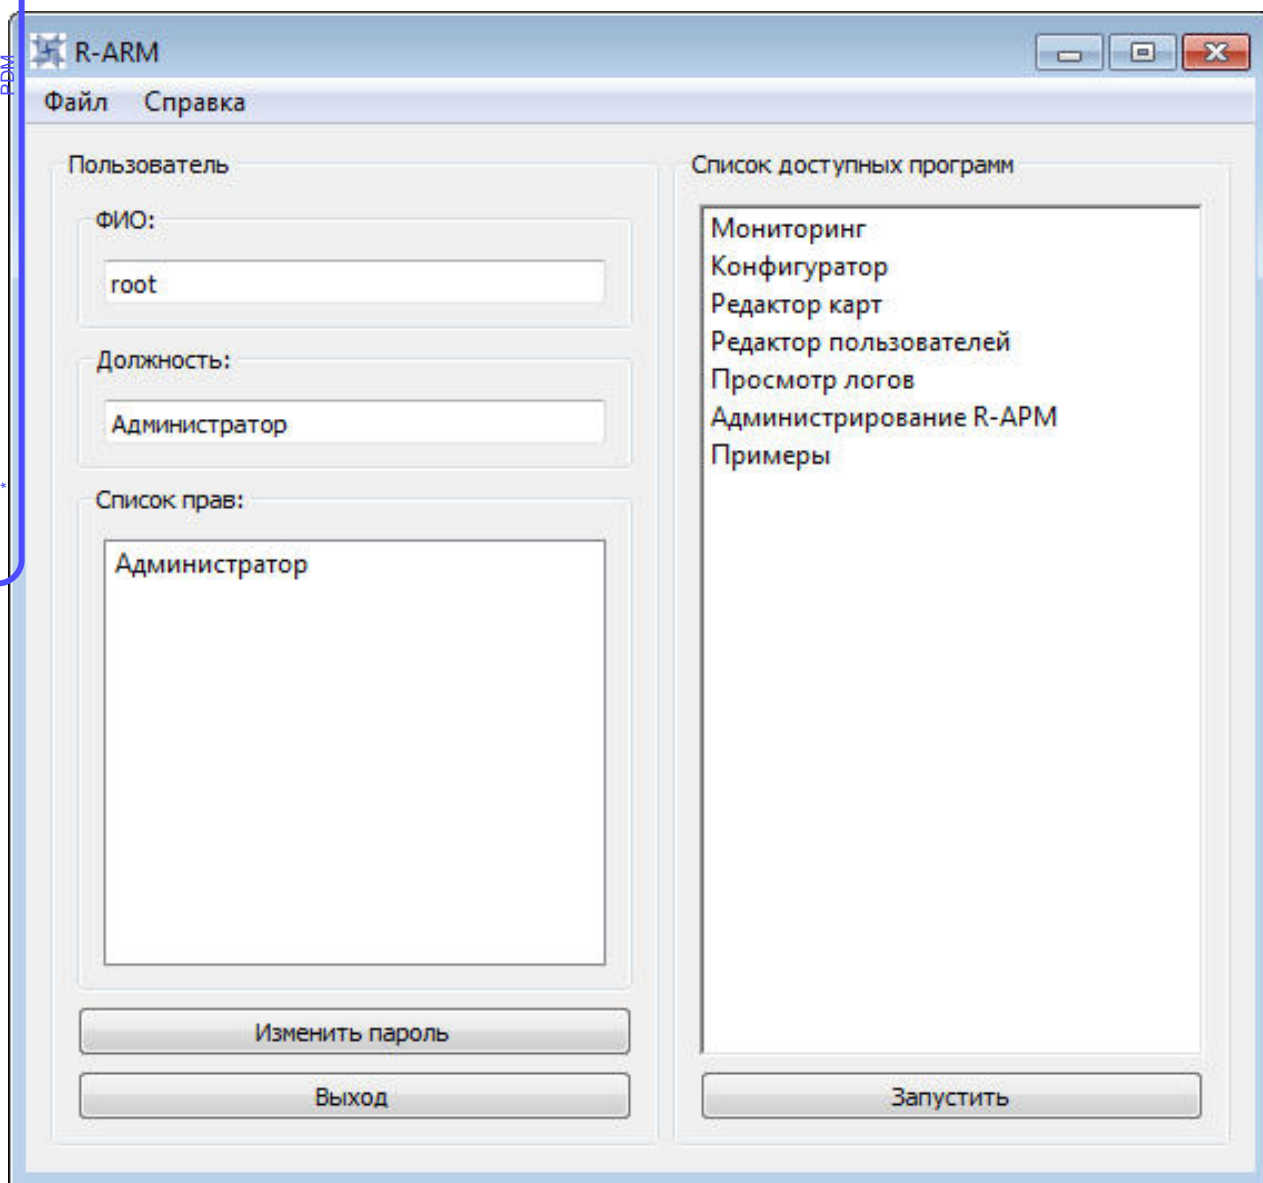 R-ARM
Файл Справка
Пользователь
ФИО:
root
Должность:
Администратор
Список прав:
Администратор
Изменить пароль
Выход
Список доступных программ
Мониторинг
Конфигуратор
Редактор карт
Редактор пользователей
Просмотр логов
Администрирование R-АРМ
Примеры
Запустить
PDM
*